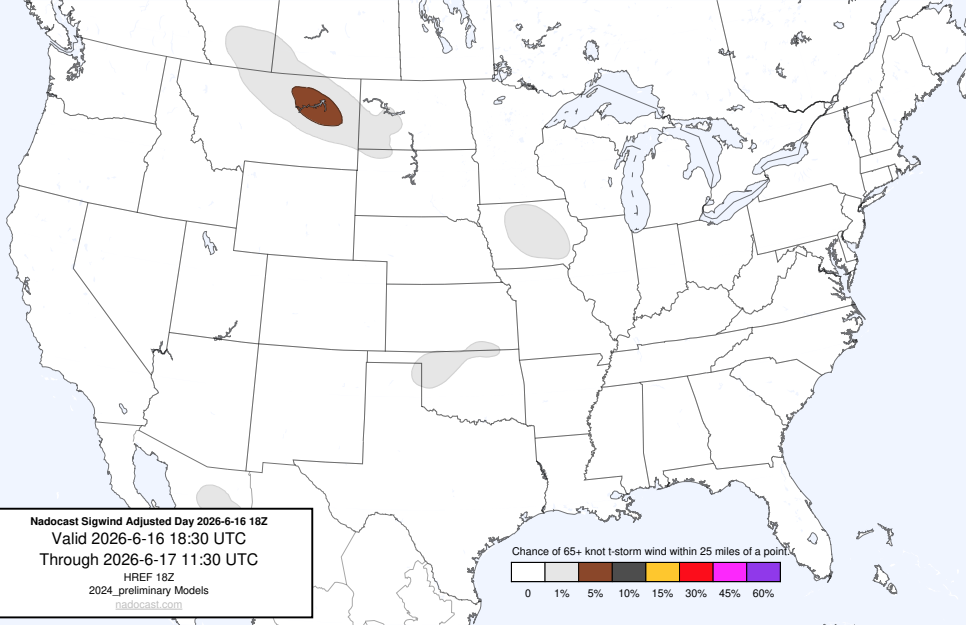 Nadocast Sigwind Adjusted Day 2026-6-16 18Z
Valid 2026-6-16 18:30 UTC
Through 2026-6-17 11:30 UTC
HREF 18Z
2024_preliminary Models
nadocast.com
Chance of 65+ knot t-storm wind within 25 miles of a point.
0 1% 5% 10% 15% 30% 45% 60%